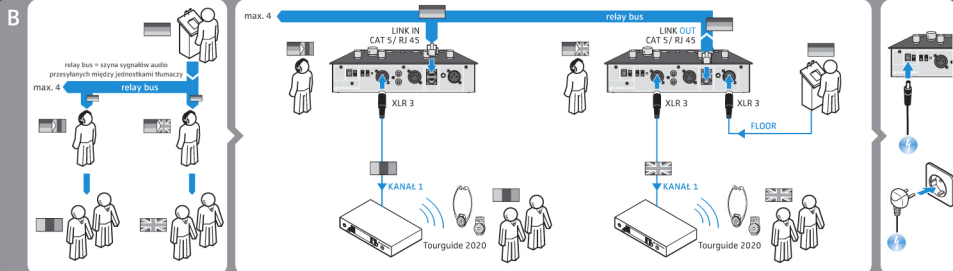 B
relay bus = szyna sygnałów audio
przesyłanych między jednostkami tłumaczy
max. 4
relay bus
max. 4
relay bus
LINK IN
CAT 5/ RJ 45
XLR 3
KANAŁ 1
Tourguide 2020
LINK OUT
CAT 5/ RJ 45
XLR 3
XLR 3
FLOOR
KANAŁ 1
Tourguide 2020